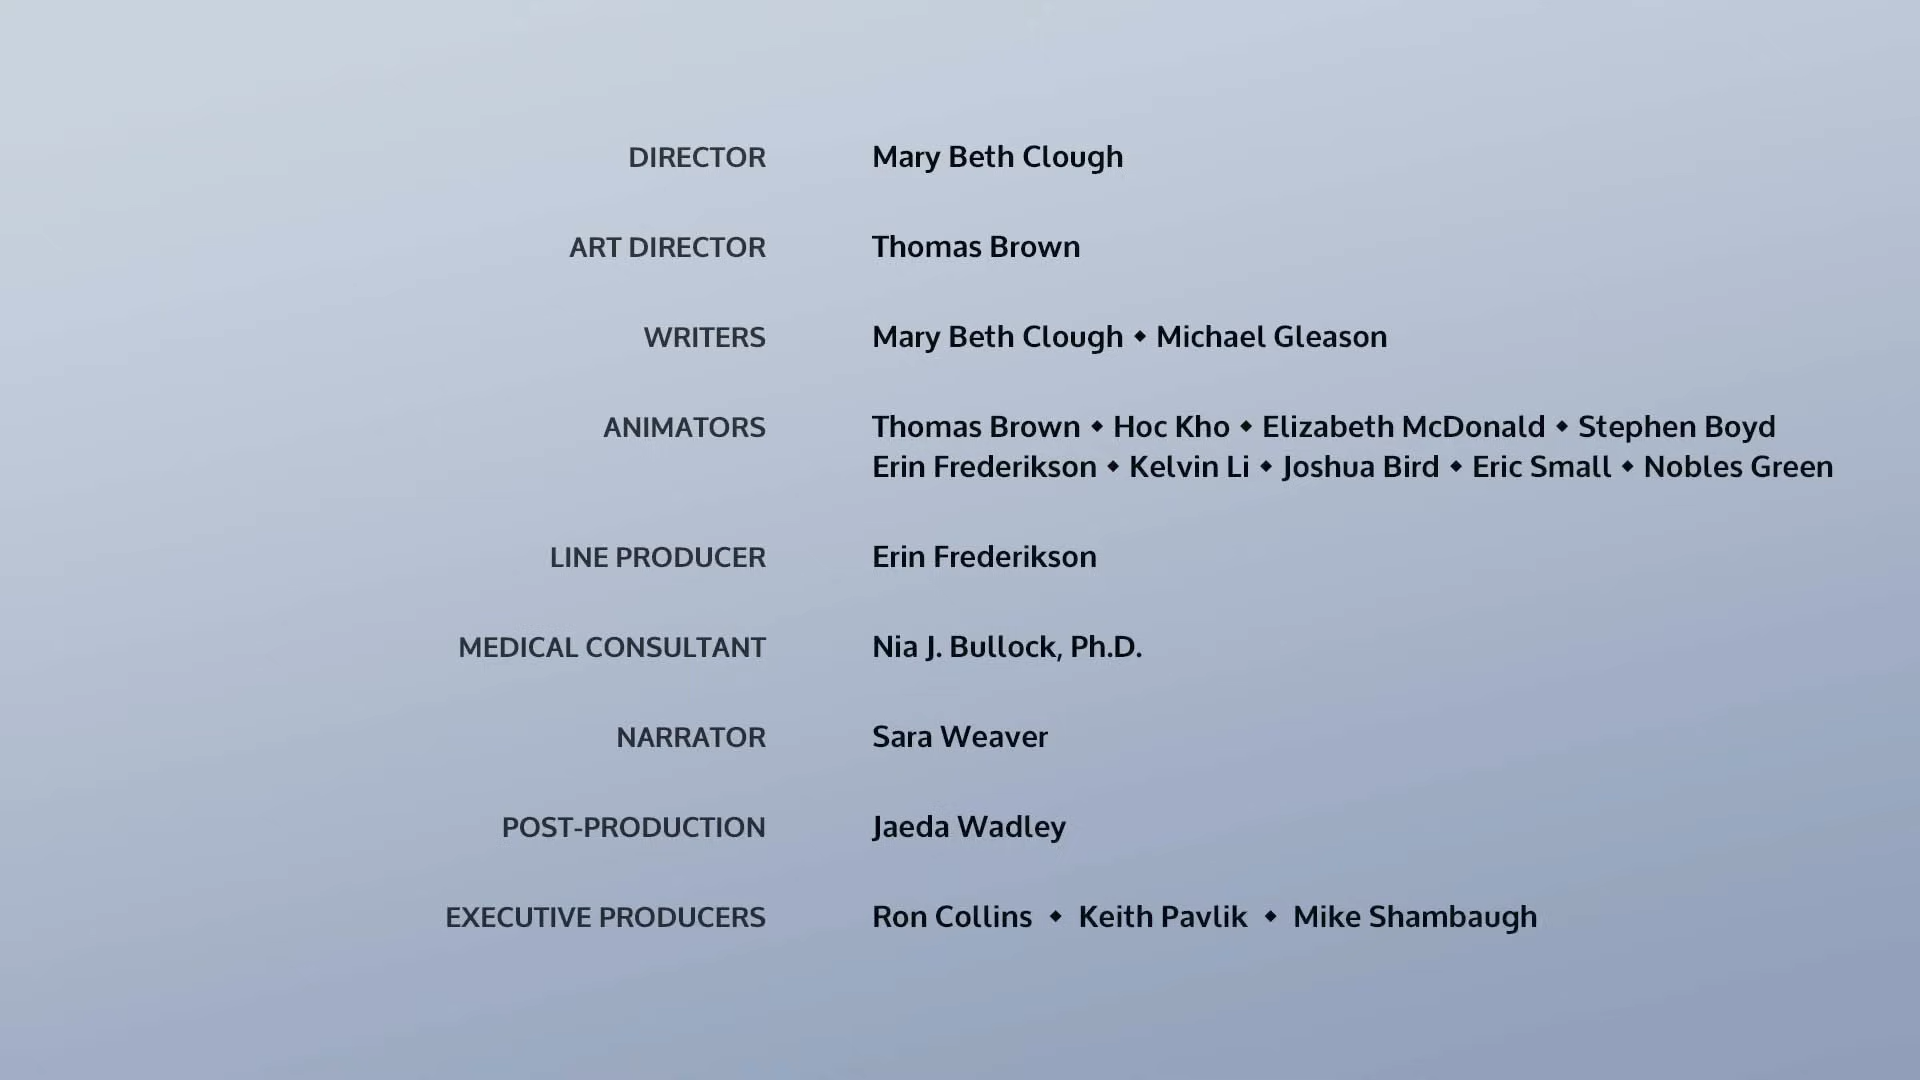 DIRECTOR Mary Beth Clough
ART DIRECTOR Thomas Brown
WRITERS Mary Beth Clough ◆ Michael Gleason
ANIMATORS Thomas Brown ◆ Hoc Kho ◆ Elizabeth McDonald ◆ Stephen Boyd
Erin Frederikson ◆ Kelvin Li ◆ Joshua Bird ◆ Eric Small ◆ Nobles Green
LINE PRODUCER Erin Frederikson
MEDICAL CONSULTANT Nia J. Bullock, Ph.D.
NARRATOR Sara Weaver
POST-PRODUCTION Jaeda Wadley
EXECUTIVE PRODUCERS Ron Collins ◆ Keith Pavlik ◆ Mike Shambaugh